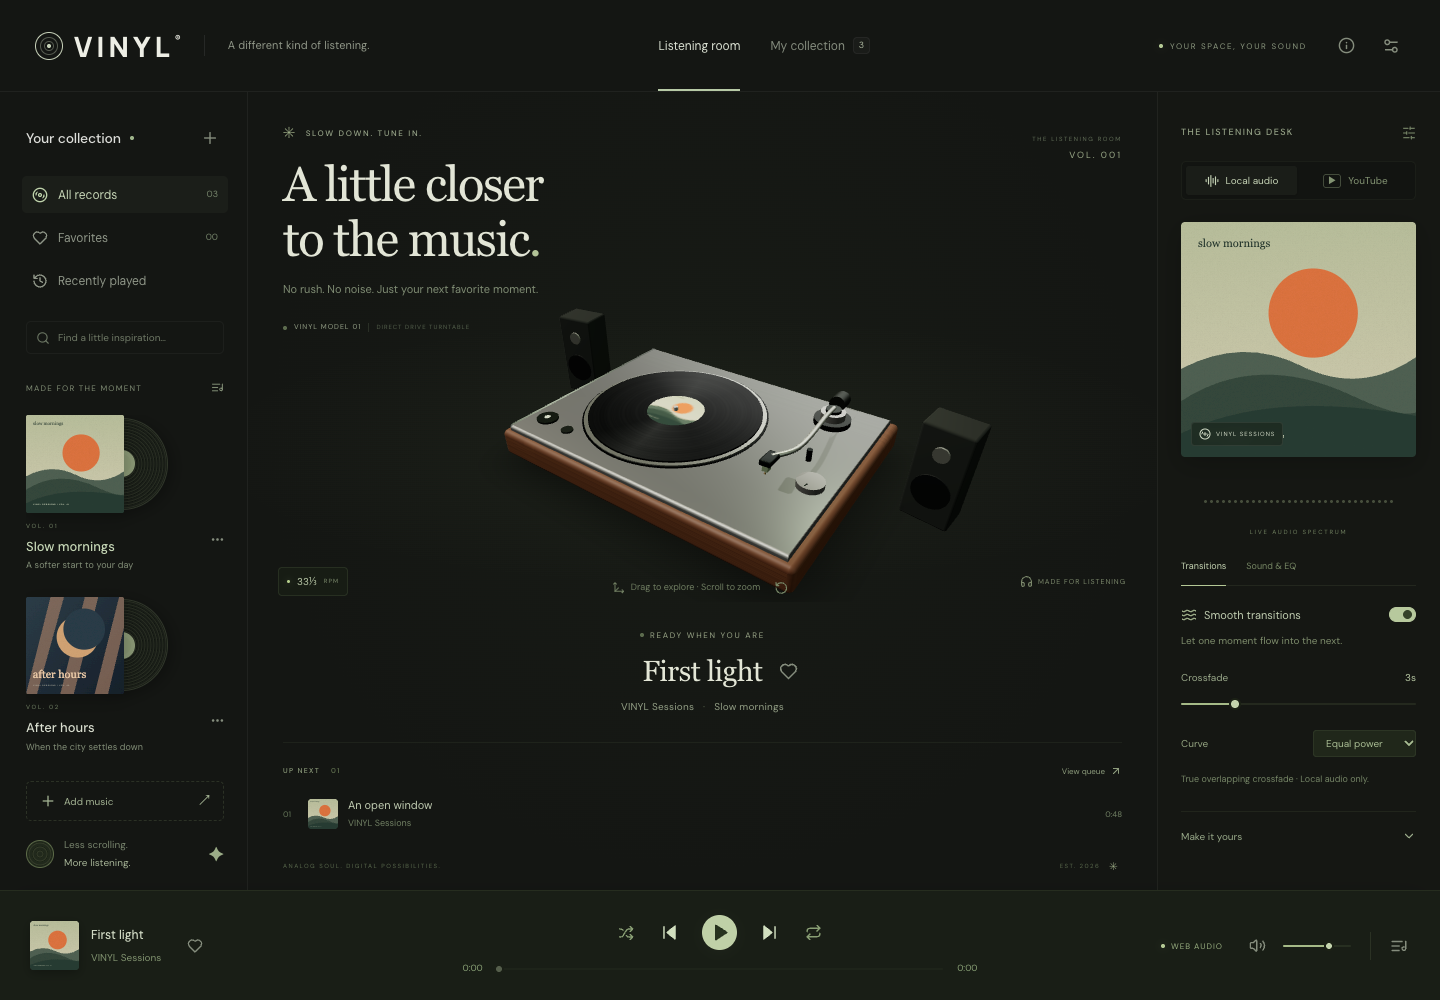 VINYL
A different kind of listening.
Listening room
My collection 3
YOUR SPACE, YOUR SOUND
Your collection
All records 03
Favorites 00
Recently played
Find a little inspiration...
MADE FOR THE MOMENT
slow mornings
VOL. 01
Slow mornings
A softer start to your day
after hours
VOL. 02
After hours
When the city settles down
Add music
Less scrolling.
More listening.
SLOW DOWN. TUNE IN.
THE LISTENING ROOM
VOL. 001
A little closer
to the music.
No rush. No noise. Just your next favorite moment.
VINYL MODEL 01
DIRECT DRIVE TURNTABLE
33⅓ RPM
Drag to explore · Scroll to zoom
MADE FOR LISTENING
READY WHEN YOU ARE
First light
VINYL Sessions · Slow mornings
UP NEXT 01
View queue
01
An open window
VINYL Sessions
0:48
ANALOG SOUL. DIGITAL POSSIBILITIES.
EST. 2026
THE LISTENING DESK
Local audio
YouTube
slow mornings
VINYL SESSIONS
LIVE AUDIO SPECTRUM
Transitions
Sound & EQ
Smooth transitions
Let one moment flow into the next.
Crossfade 3s
Curve Equal power
True overlapping crossfade · Local audio only.
Make it yours
First light
VINYL Sessions
0:00
0:00
WEB AUDIO